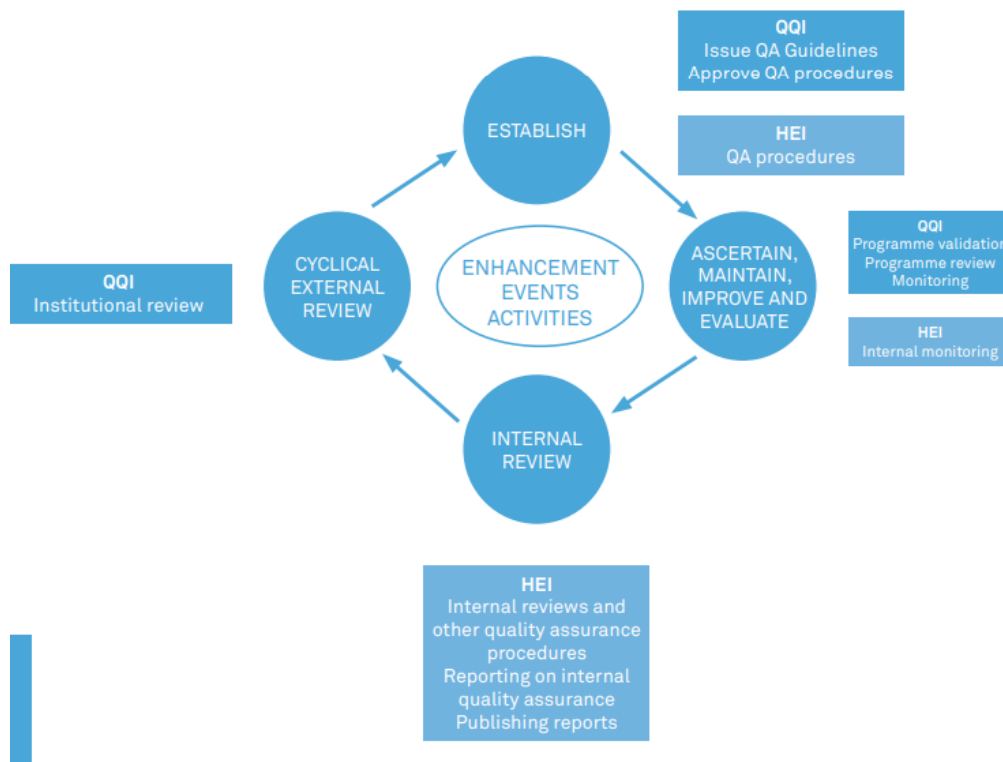 QQI
Issue QA Guidelines
Approve QA procedures
ESTABLISH
HEI
QA procedures
QQI
Programme validation
Programme review
Monitoring
ASCERTAIN,
MAINTAIN,
IMPROVE AND
EVALUATE
ENHANCEMENT
EVENTS
ACTIVITIES
CYCLICAL
EXTERNAL
REVIEW
QQI
Institutional review
HEI
Internal monitoring
INTERNAL
REVIEW
HEI
Internal reviews and
other quality assurance
procedures
Reporting on internal
quality assurance
Publishing reports